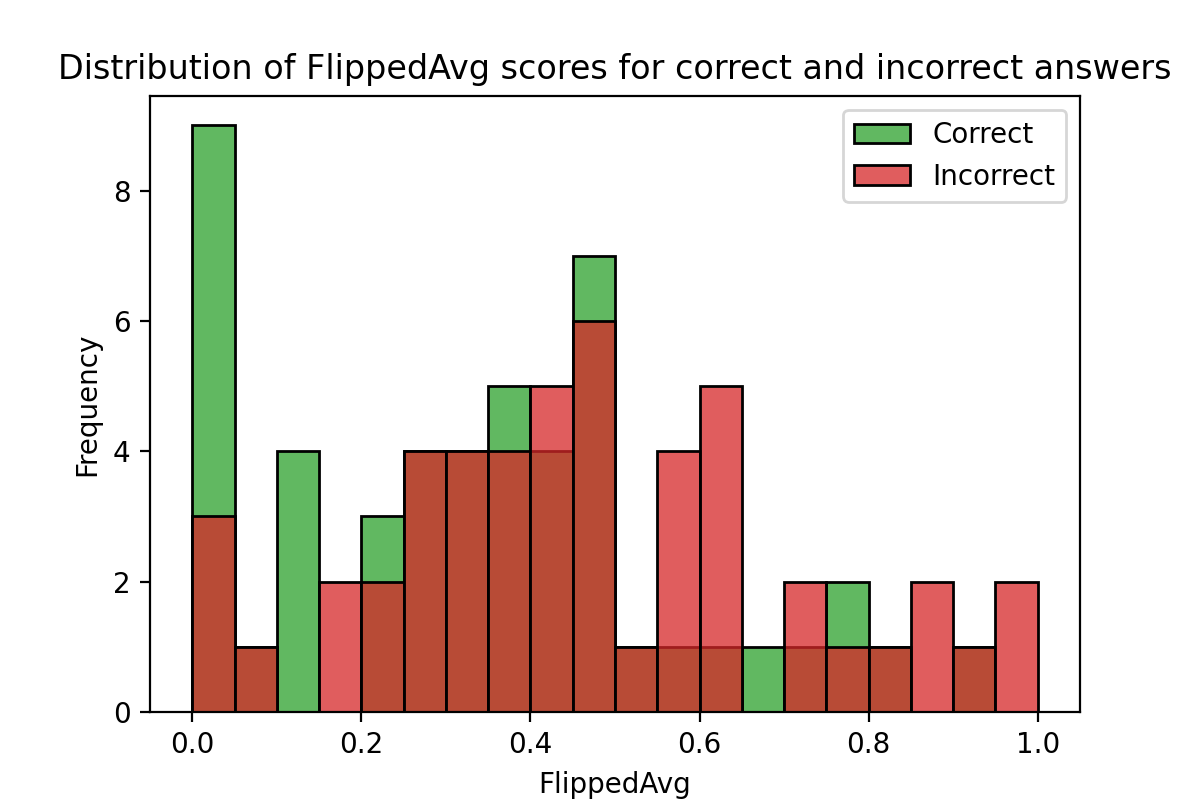 Distribution of FlippedAvg scores for correct and incorrect answers
Correct
Incorrect
Frequency
8
6
4
2
0
0.0 0.2 0.4 0.6 0.8 1.0
FlippedAvg